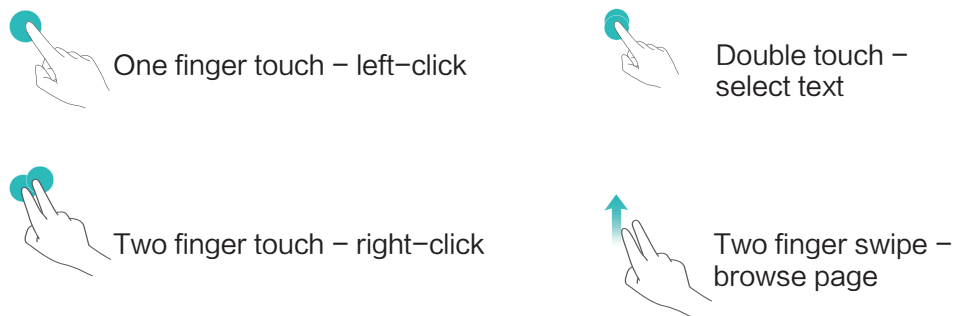 One finger touch – left–click
Double touch –
select text
Two finger touch – right–click
Two finger swipe –
browse page